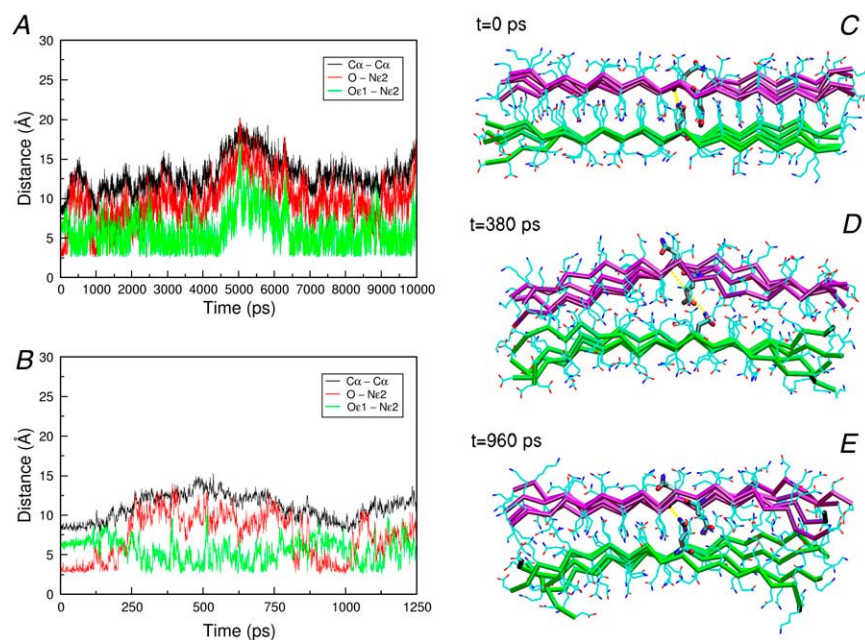 A
30
25
20
15
10
5
0
Distance (Å)
Cα – Cα
O – Nε2
Oε1 – Nε2
0 1000 2000 3000 4000 5000 6000 7000 8000 9000 10000
Time (ps)
B
30
25
20
15
10
5
0
Distance (Å)
Cα – Cα
O – Nε2
Oε1 – Nε2
0 250 500 750 1000 1250
Time (ps)
t=0 ps C
t=380 ps D
t=960 ps E